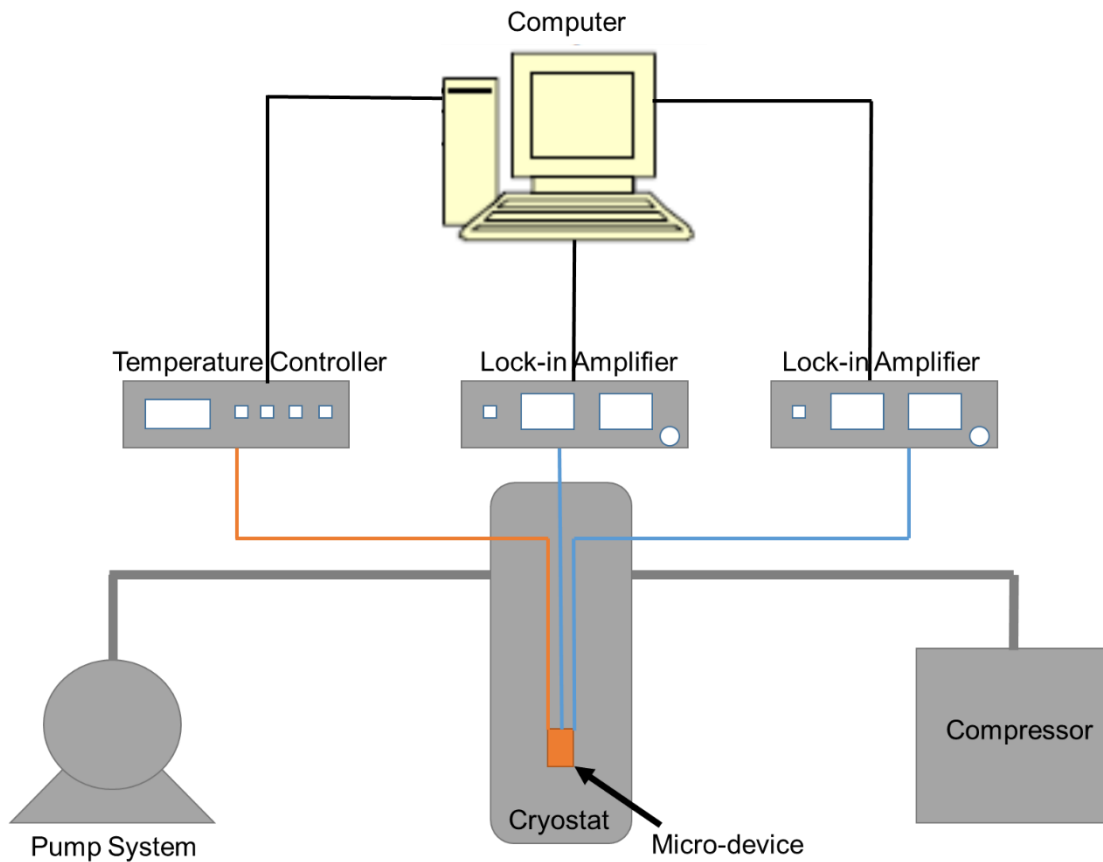 Computer
Temperature Controller
Lock-in Amplifier
Lock-in Amplifier
Compressor
Cryostat
Micro-device
Pump System